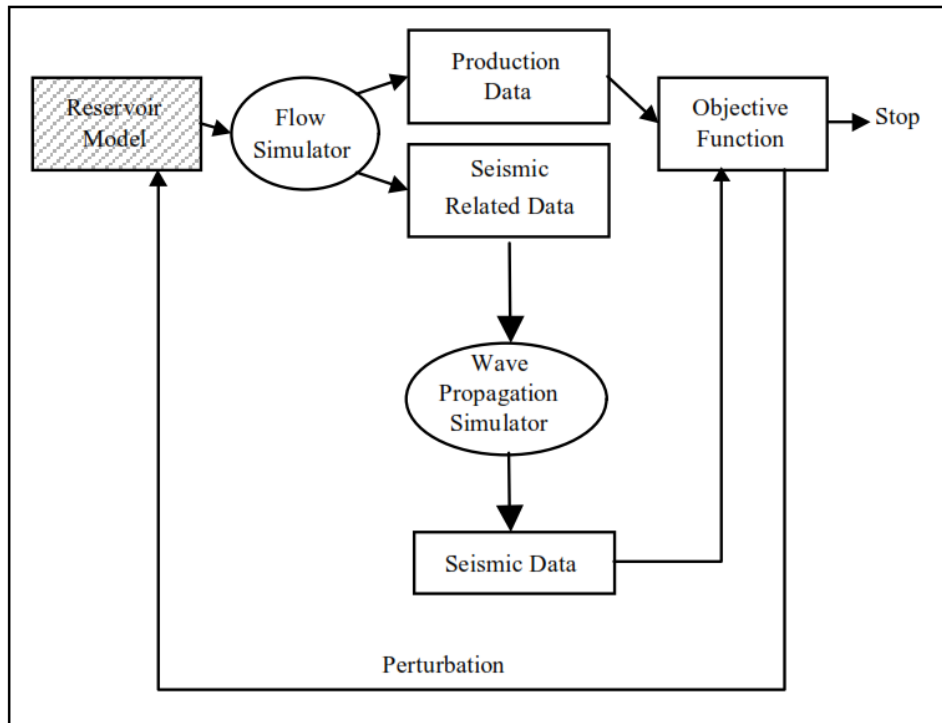 Reservoir
Model
Flow
Simulator
Production
Data
Seismic
Related Data
Objective
Function
Stop
Wave
Propagation
Simulator
Seismic Data
Perturbation